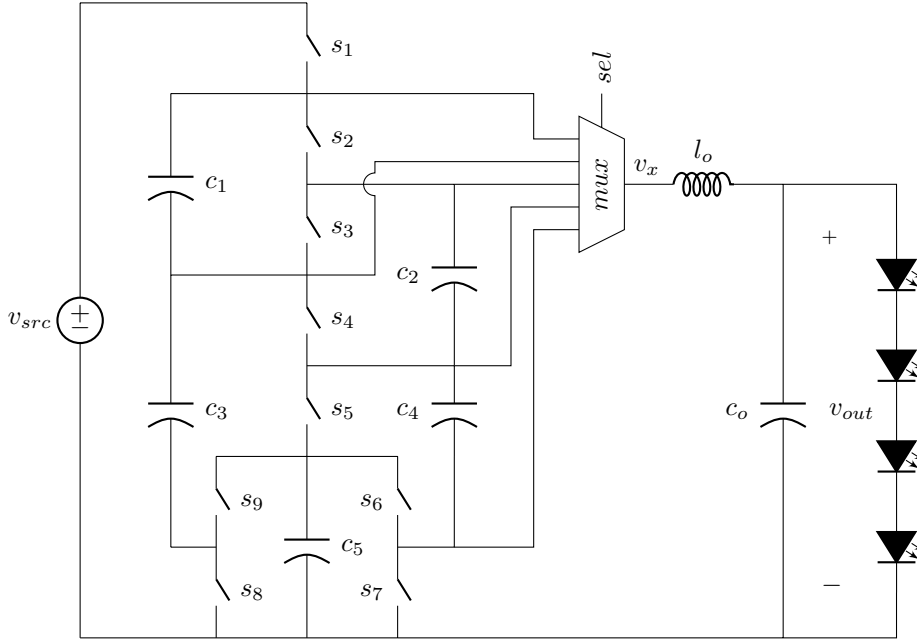 s1
sel
s2
lo
vx
mux
c1
s3
+
c2
vsrc
+
−
s4
c3
s5
c4
co
vout
s9
s6
c5
s8
s7
−